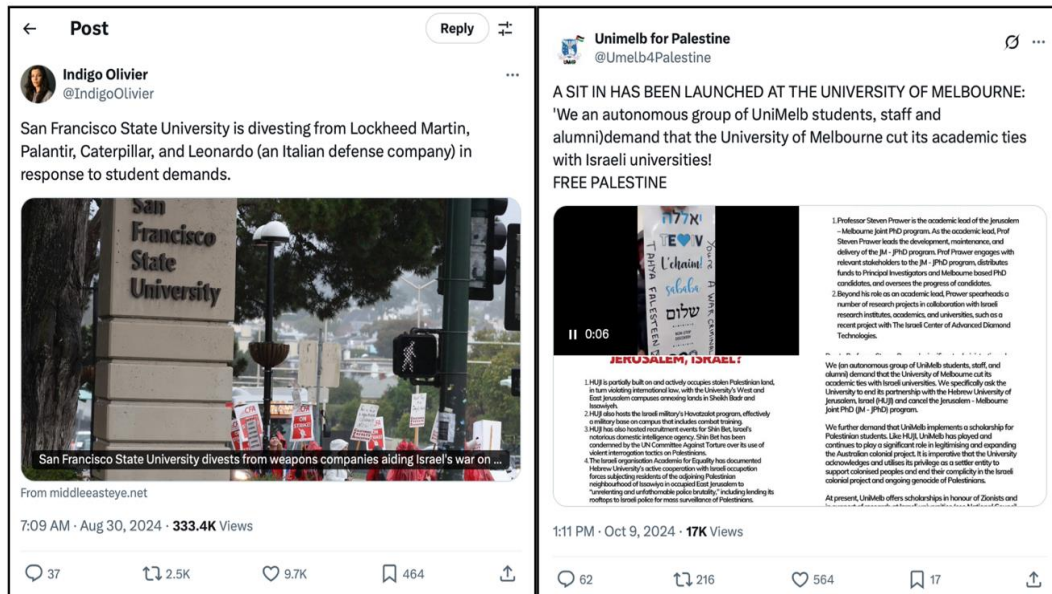 Post
Reply
Indigo Olivier
@IndigoOlivier
San Francisco State University is divesting from Lockheed Martin,
Palantir, Caterpillar, and Leonardo (an Italian defense company) in
response to student demands.
San
Francisco
State
University
CFA
ON
STRIKE!
San Francisco State University divests from weapons companies aiding Israel's war on ...
From middleeasteye.net
7:09 AM · Aug 30, 2024 · 333.4K Views
37
2.5K
9.7K
464
Unimelb for Palestine
@Umelb4Palestine
A SIT IN HAS BEEN LAUNCHED AT THE UNIVERSITY OF MELBOURNE:
'We an autonomous group of UniMelb students, staff and
alumni)demand that the University of Melbourne cut its academic ties
with Israeli universities!
FREE PALESTINE
יאללה
TE♥IV
L'chaim!
sababa
שלום
TAHYA FALESTEEN
You're A WAR CRIMINAL
0:06
1.Professor Steven Prawer is the academic lead of the Jerusalem
– Melbourne Joint PhD program. As the academic lead, Prof
Steven Prawer leads the development, maintenance, and
delivery of the JM - JPhD program. Prof Prawer engages with
relevant stakeholders to the JM - JPhD program, distributes
funds to Principal Investigators and Melbourne based PhD
candidates, and oversees the progress of candidates.
2.Beyond his role as an academic lead, Prawer spearheads a
number of research projects in collaboration with Israeli
research institutes, academics, and universities, such as a
recent project with The Israeli Center of Advanced Diamond
Technologies.
JERUSALEM, ISRAEL?
1.HUJI is partially built on and actively occupies stolen Palestinian land,
in turn violating international law, with the University's West and
East Jerusalem campuses annexing lands in Sheikh Badr and
Issawiyeh.
2.HUJI also hosts the Israeli military's Havatzalot program, effectively
a military base on campus that includes combat training.
3.HUJI has also hosted recruitment events for Shin Bet, Israel's
notorious domestic intelligence agency. Shin Bet has been
condemned by the UN Committee Against Torture over its use of
violent interrogation tactics on Palestinians.
4.The Israeli organisation Academia for Equality has documented
Hebrew University's active cooperation with Israeli occupation
forces subjecting residents of the adjoining Palestinian
neighbourhood of Issawiya in occupied East Jerusalem to
"unrelenting and unfathomable police brutality," including lending its
rooftops to Israeli police for mass surveillance of Palestinians.
We (an autonomous group of UniMelb students, staff, and
alumni) demand that the University of Melbourne cut its
academic ties with Israeli universities. We specifically ask the
University to end its partnership with the Hebrew University of
Jerusalem, Israel (HUJI) and cancel the Jerusalem - Melbourne
Joint PhD (JM - JPhD) program.
We further demand that UniMelb implements a scholarship for
Palestinian students. Like HUJI, UniMelb has played and
continues to play a significant role in legitimising and expanding
the Australian colonial project. It is imperative that the University
acknowledges and utilises its privilege as a settler entity to
support colonised peoples and end their complicity in the Israeli
colonial project and ongoing genocide of Palestinians.
At present, UniMelb offers scholarships in honour of Zionists and
1:11 PM · Oct 9, 2024 · 17K Views
62
216
564
17